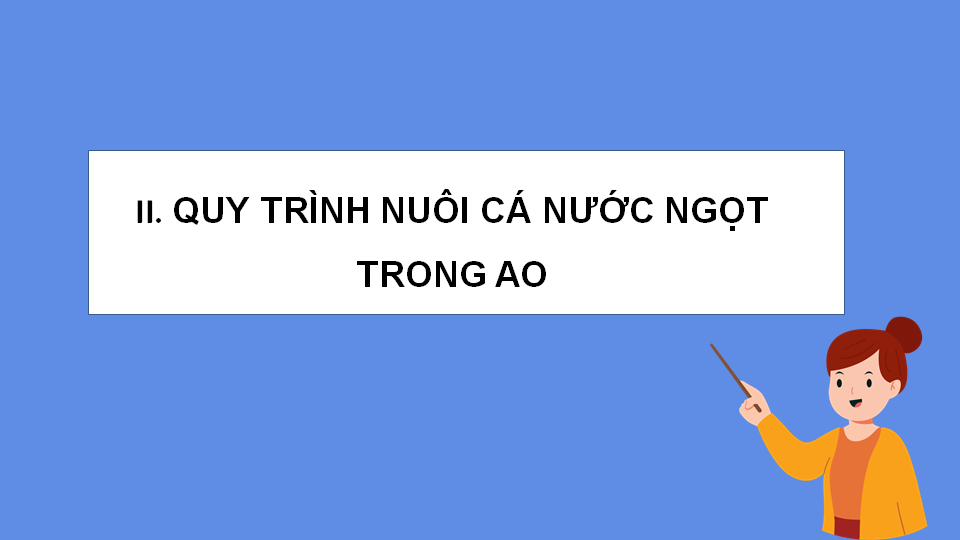 II. QUY TRÌNH NUÔI CÁ NƯỚC NGỌT
TRONG AO